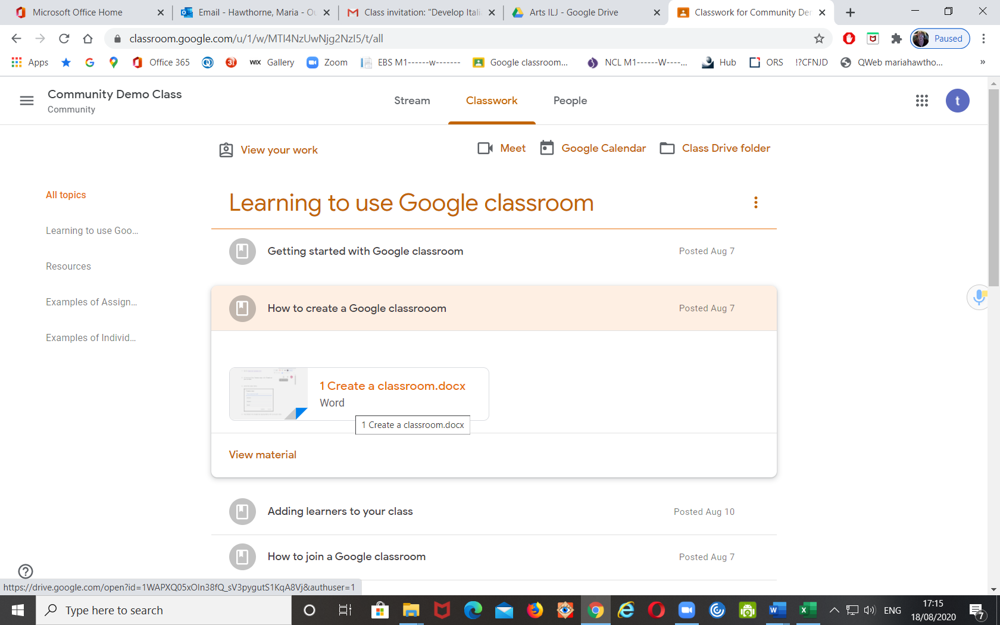 Microsoft Office Home
Email - Hawthorne, Maria - Ou
Class invitation: "Develop Itali
Arts ILJ - Google Drive
Classwork for Community De
classroom.google.com/u/1/w/MTI4NzUwNjg2NzI5/t/all
Paused
Apps
Office 365
31
WIX Gallery
Zoom
EBS M1------w-------
Google classroom...
NCL M1------W----...
Hub
ORS
!?CFNJD
QWeb mariahawtho...
»
Community Demo Class
Community
Stream
Classwork
People
t
View your work
Meet
Google Calendar
Class Drive folder
All topics
Learning to use Goo...
Resources
Examples of Assign...
Examples of Individ...
Learning to use Google classroom
Getting started with Google classroom
Posted Aug 7
How to create a Google classrooom
Posted Aug 7
1 Create a classroom.docx
Word
1 Create a classroom.docx
View material
Adding learners to your class
Posted Aug 10
How to join a Google classroom
Posted Aug 7
https://drive.google.com/open?id=1WAPXQ05xOIn38fQ_sV3pygutS1KqA8Vj&authuser=1
Type here to search
ENG
17:15
18/08/2020
7